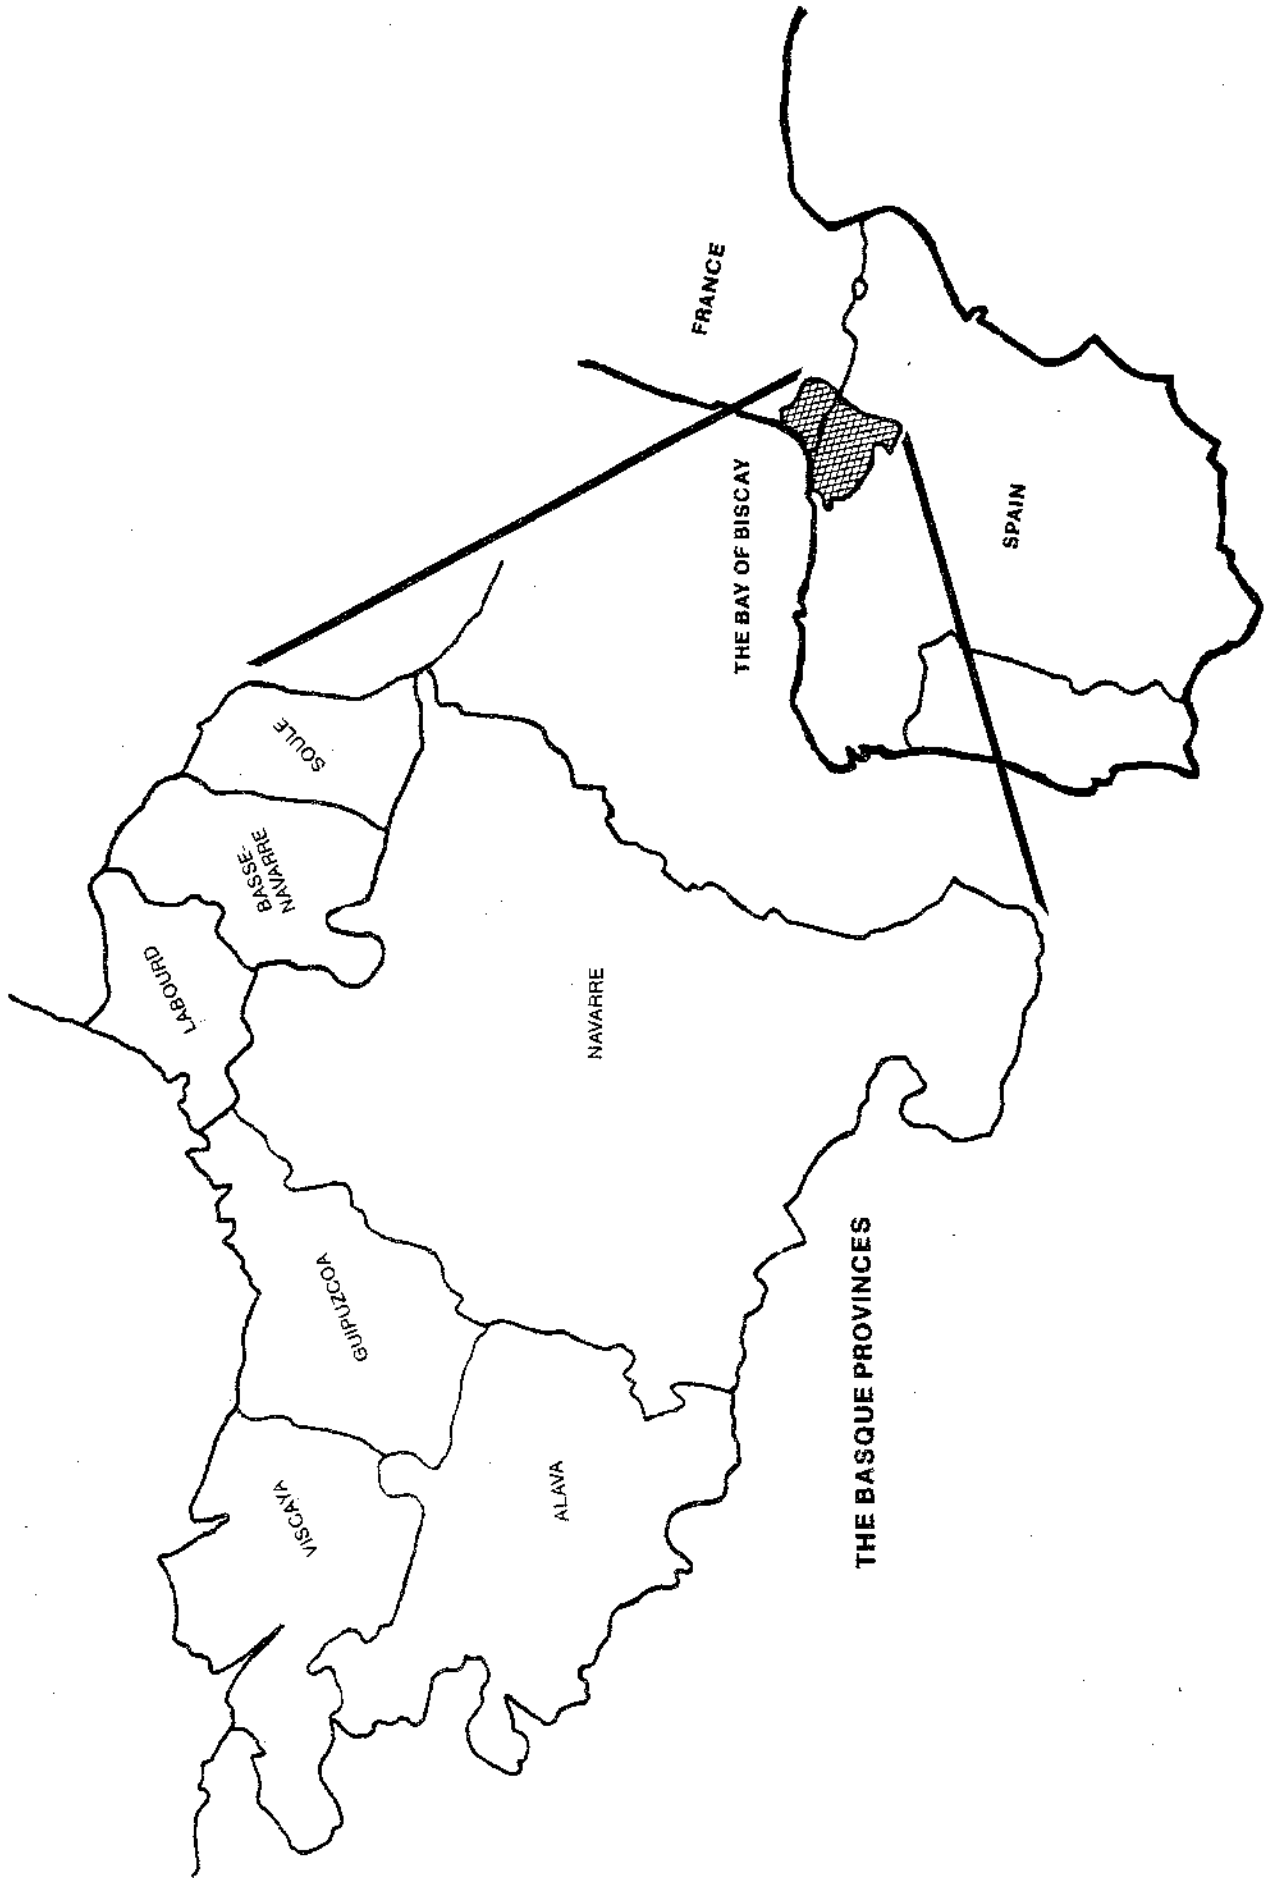 LABOURD
BASSE-
NAVARRE
SOULE
VISCAYA
GUIPUZCOA
ALAVA
NAVARRE
THE BASQUE PROVINCES
FRANCE
THE BAY OF BISCAY
SPAIN